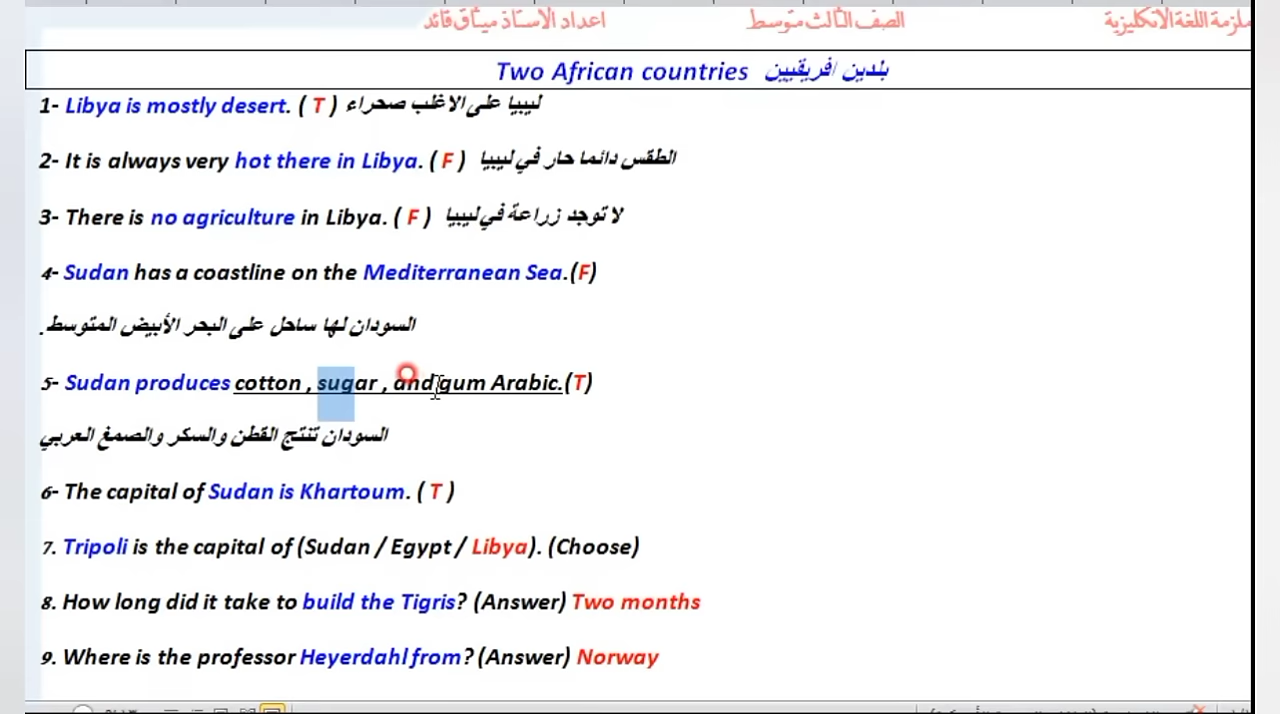 ملزمة اللغة الانكليزية الصف الثالث متوسط اعداد الاستاذ ميثاق قائد
Two African countries بلدين افريقيين
1- Libya is mostly desert. ( T ) ليبيا على الاغلب صحراء
2- It is always very hot there in Libya. ( F ) الطقس دائما حار في ليبيا
3- There is no agriculture in Libya. ( F ) لا توجد زراعة في ليبيا
4- Sudan has a coastline on the Mediterranean Sea.(F)
السودان لها ساحل على البحر الأبيض المتوسط.
5- Sudan produces cotton , sugar , and gum Arabic.(T)
السودان تنتج القطن والسكر والصمغ العربي
6- The capital of Sudan is Khartoum. ( T )
7. Tripoli is the capital of (Sudan / Egypt / Libya). (Choose)
8. How long did it take to build the Tigris? (Answer) Two months
9. Where is the professor Heyerdahl from? (Answer) Norway